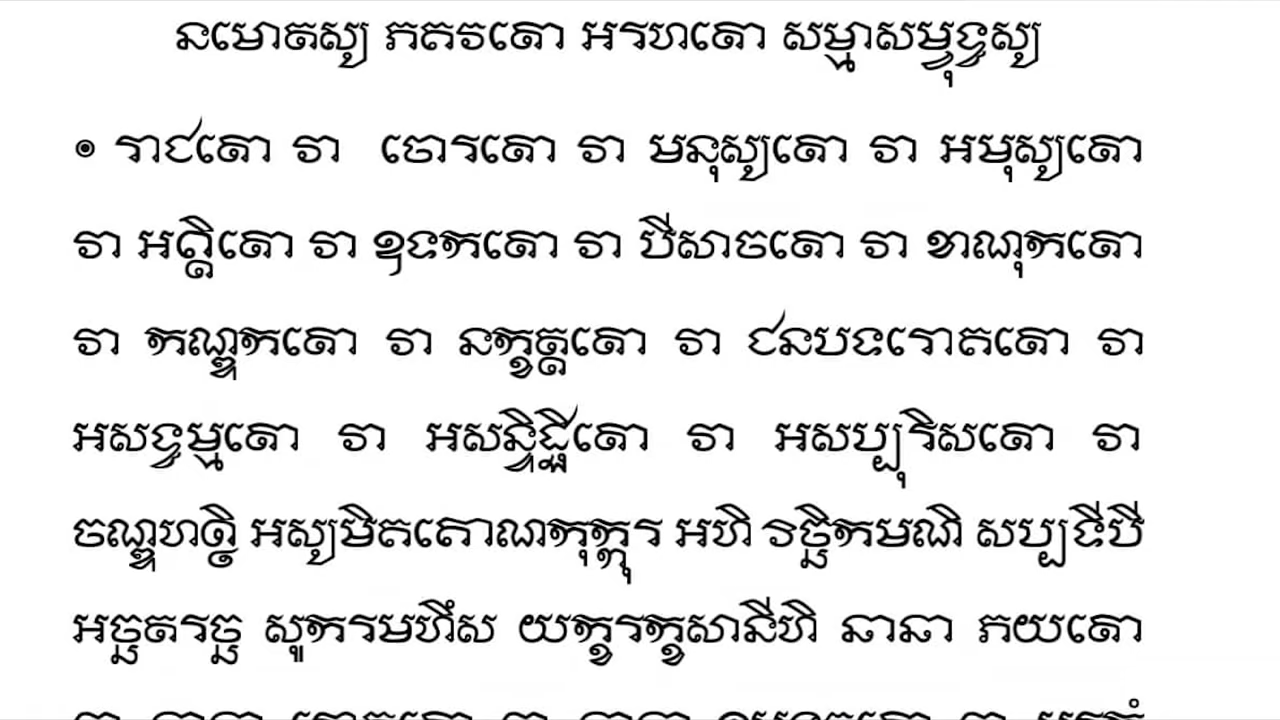 នមោតស្ស ភគវតោ អរហតោ សម្មាសម្ពុទ្ធស្ស
๏ រាជតោ វា ចោរតោ វា មនុស្សតោ វា អមុស្សតោ
វា អគ្គិតោ វា ឧទកតោ វា បីសាចតោ វា ខាណុកតោ
វា កណ្ឌកតោ វា នក្ខត្តតោ វា ជនបទរោគតោ វា
អសទ្ធម្មតោ វា អសន្ទិដ្ឋិតោ វា អសប្បុរិសតោ វា
ចណ្ឌហត្ថិ អស្សមិគគោណកុក្កុរ អហិ វិច្ឆិកមណិ សប្បទីបី
អច្ឆតរច្ឆ សូករមហឹស យក្ខរក្ខសាទីហិ នានា ភយតោ